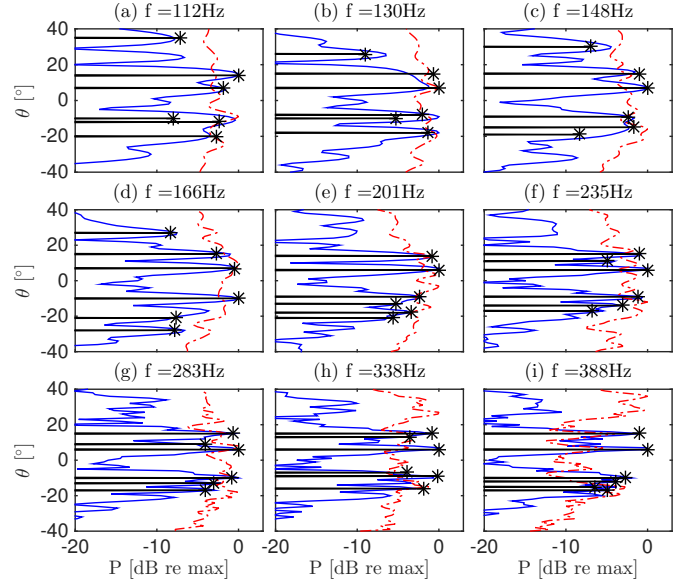 (a) f =112Hz (b) f =130Hz (c) f =148Hz
40
20
0
-20
-40
θ [°]
(d) f =166Hz (e) f =201Hz (f) f =235Hz
40
20
0
-20
-40
θ [°]
(g) f =283Hz (h) f =338Hz (i) f =388Hz
40
20
0
-20
-40
θ [°]
-20 -10 0 -20 -10 0 -20 -10 0
P [dB re max] P [dB re max] P [dB re max]